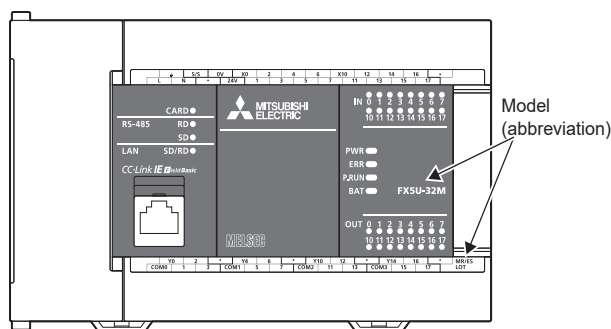 ⏚ S/S 0V X0 2 4 6 X10 12 14 16 •
L N • 24V 1 3 5 7 11 13 15 17
CARD
RS-485 RD
SD
LAN SD/RD
CC-Link IE Field Basic
MITSUBISHI
ELECTRIC
MELSEC
IN 0 1 2 3 4 5 6 7
10 11 12 13 14 15 16 17
PWR
ERR
P.RUN
BAT
FX5U-32M
OUT 0 1 2 3 4 5 6 7
10 11 12 13 14 15 16 17
Y0 2 • Y4 6 • Y10 12 • Y14 16 • MR/ES
COM0 1 3 COM1 5 7 COM2 11 13 COM3 15 17 LOT
Model
(abbreviation)